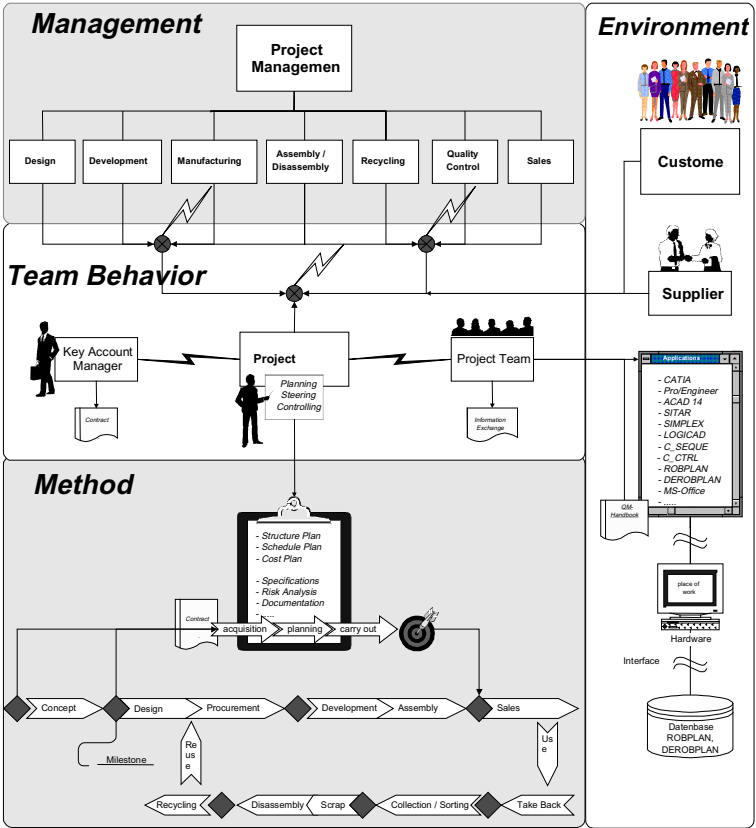 Management
Project
Managemen
Design
Development
Manufacturing
Assembly /
Disassembly
Recycling
Quality
Control
Sales
Environment
Custome
Supplier
Team Behavior
Key Account
Manager
Contract
Project
Planning
Steering
Controlling
Project Team
Information
Exchange
Applications
- CATIA
- Pro/Engineer
- ACAD 14
- SITAR
- SIMPLEX
- LOGICAD
- C_SEQUE
- C_CTRL
- ROBPLAN
- DEROBPLAN
- MS-Office
- .....
QM-
Handbook
place of
work
Hardware
Interface
Datenbase
ROBPLAN,
DEROBPLAN
Method
- Structure Plan
- Schedule Plan
- Cost Plan
- Specifications
- Risk Analysis
- Documentation
- .....
Contract
acquisition
planning
carry out
Concept
Design
Procurement
Development
Assembly
Sales
Milestone
Re
us
e
Us
e
Recycling
Disassembly
Scrap
Collection / Sorting
Take Back